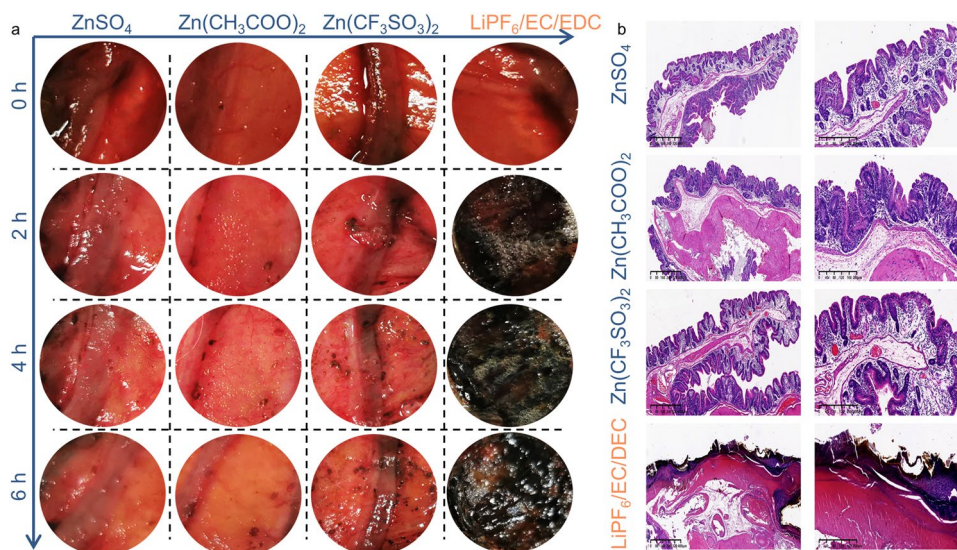 a
ZnSO4
Zn(CH3COO)2
Zn(CF3SO3)2
LiPF6/EC/EDC
0 h
2 h
4 h
6 h
b
ZnSO4
Zn(CH3COO)2
Zn(CF3SO3)2
LiPF6/EC/DEC